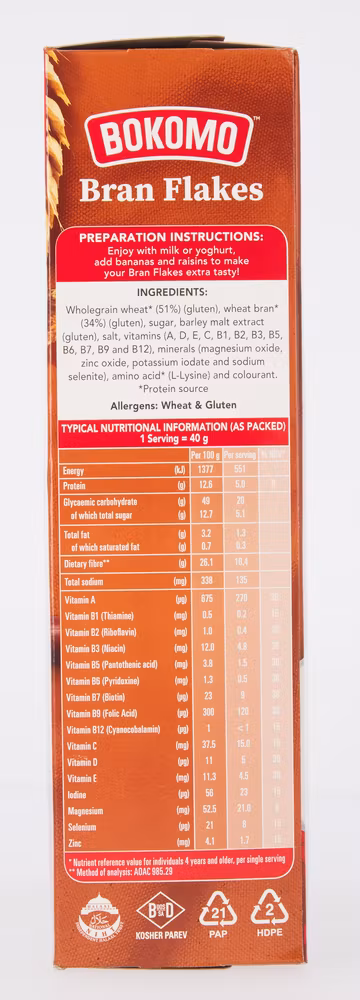 BOKOMO™
Bran Flakes
PREPARATION INSTRUCTIONS:
Enjoy with milk or yoghurt,
add bananas and raisins to make
your Bran Flakes extra tasty!
INGREDIENTS:
Wholegrain wheat* (51%) (gluten), wheat bran*
(34%) (gluten), sugar, barley malt extract
(gluten), salt, vitamins (A, D, E, C, B1, B2, B3, B5,
B6, B7, B9 and B12), minerals (magnesium oxide,
zinc oxide, potassium iodate and sodium
selenite), amino acid* (L-Lysine) and colourant.
*Protein source
Allergens: Wheat & Gluten
TYPICAL NUTRITIONAL INFORMATION (AS PACKED)
1 Serving = 40 g
Per 100 g Per serving
Energy (kJ) 1377 551
Protein (g) 12.6 5.0
Glycaemic carbohydrate (g) 49 20
of which total sugar (g) 12.7 5.1
Total fat (g) 3.2 1.3
of which saturated fat (g) 0.7 0.3
Dietary fibre** (g) 26.1 10.4
Total sodium (mg) 338 135
Vitamin A (µg) 675 270
Vitamin B1 (Thiamine) (mg) 0.5 0.2
Vitamin B2 (Riboflavin) (mg) 1.0 0.4
Vitamin B3 (Niacin) (mg) 12.0 4.8
Vitamin B5 (Pantothenic acid) (mg) 3.8 1.5
Vitamin B6 (Pyridoxine) (mg) 1.3 0.5
Vitamin B7 (Biotin) (µg) 23 9
Vitamin B9 (Folic Acid) (µg) 300 120
Vitamin B12 (Cyanocobalamin) (µg) 1 <1
Vitamin C (mg) 37.5 15.0
Vitamin D (µg) 11 5
Vitamin E (mg) 11.3 4.5
Iodine (µg) 56 23
Magnesium (mg) 52.5 21.0
Selenium (µg) 21 8
Zinc (mg) 4.1 1.7
* Nutrient reference value for individuals 4 years and older, per single serving
** Method of analysis: AOAC 985.29
B D
KOSHER PAREV
21
PAP
2
HDPE